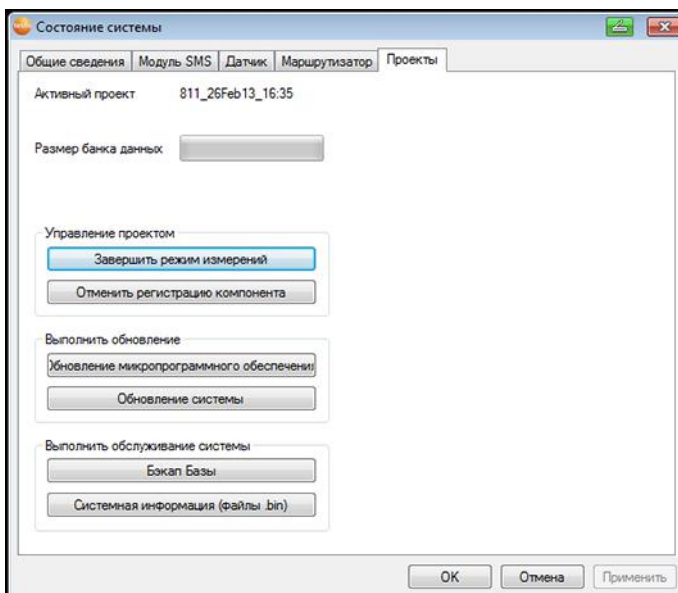 Состояние системы
Общие сведения Модуль SMS Датчик Маршрутизатор Проекты
Активный проект 811_26Feb13_16:35
Размер банка данных
Управление проектом
Завершить режим измерений
Отменить регистрацию компонента
Выполнить обновление
Обновление микропрограммного обеспечения
Обновление системы
Выполнить обслуживание системы
Бэкап Базы
Системная информация (файлы .bin)
OK Отмена Применить